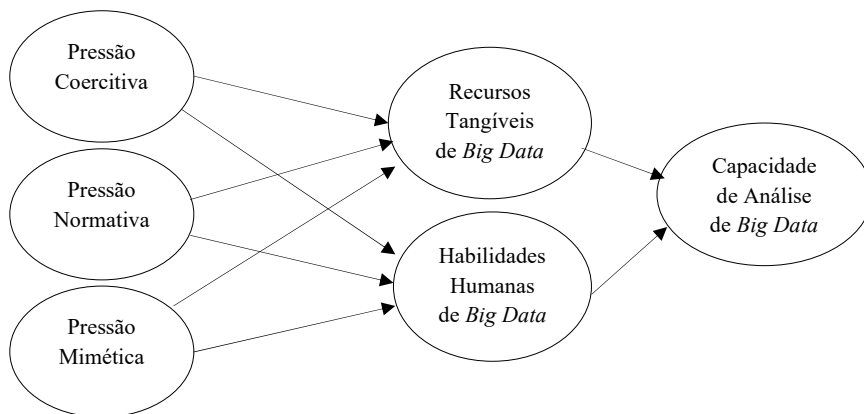 Pressão
Coercitiva
Pressão
Normativa
Pressão
Mimética
Recursos
Tangíveis
de Big Data
Habilidades
Humanas
de Big Data
Capacidade
de Análise
de Big Data